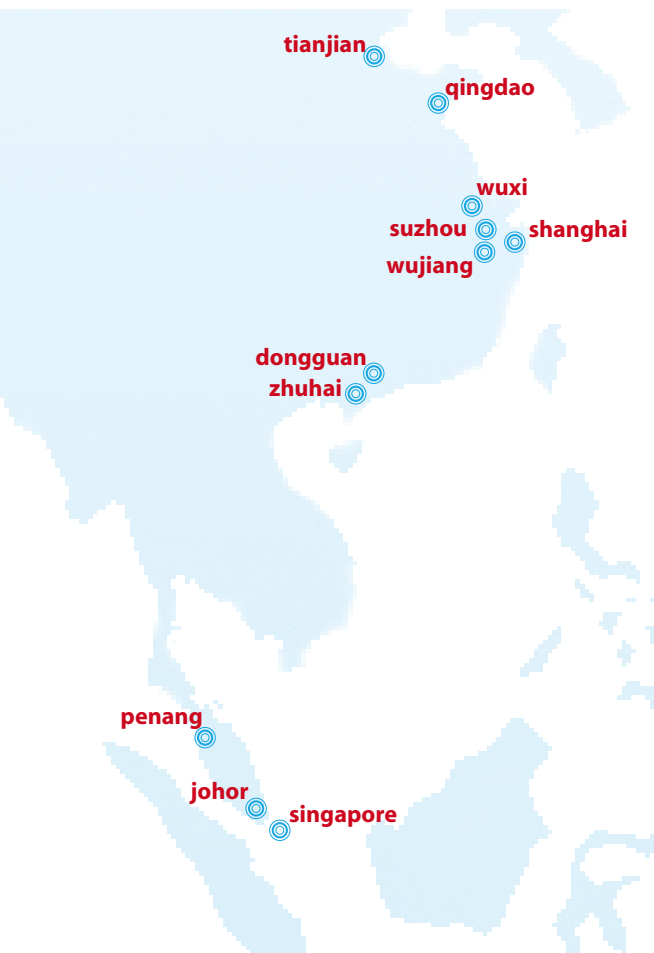 tianjian
qingdao
wuxi
suzhou
shanghai
wujiang
dongguan
zhuhai
penang
johor
singapore